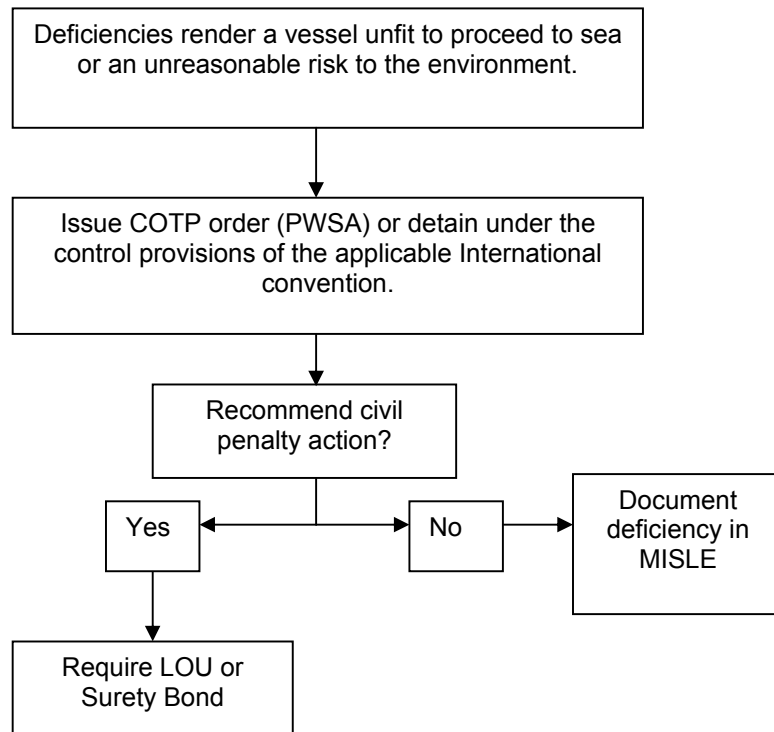 Deficiencies render a vessel unfit to proceed to sea
or an unreasonable risk to the environment.
Issue COTP order (PWSA) or detain under the
control provisions of the applicable International
convention.
Recommend civil
penalty action?
Yes
No
Document
deficiency in
MISLE
Require LOU or
Surety Bond